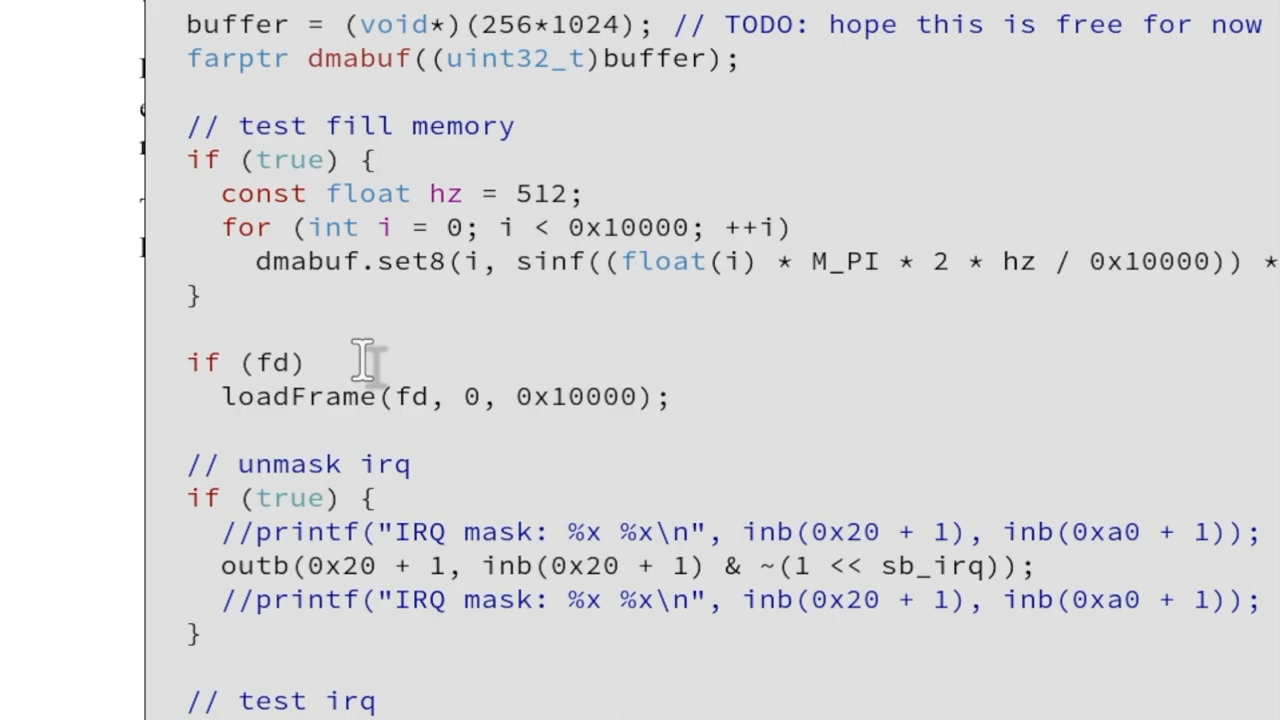 buffer = (void*)(256*1024); // TODO: hope this is free for now
farptr dmabuf((uint32_t)buffer);
// test fill memory
if (true) {
const float hz = 512;
for (int i = 0; i < 0x10000; ++i)
dmabuf.set8(i, sinf((float(i) * M_PI * 2 * hz / 0x10000)) *
}
if (fd)
loadFrame(fd, 0, 0x10000);
// unmask irq
if (true) {
//printf("IRQ mask: %x %x\n", inb(0x20 + 1), inb(0xa0 + 1));
outb(0x20 + 1, inb(0x20 + 1) & ~(1 << sb_irq));
//printf("IRQ mask: %x %x\n", inb(0x20 + 1), inb(0xa0 + 1));
}
// test irq